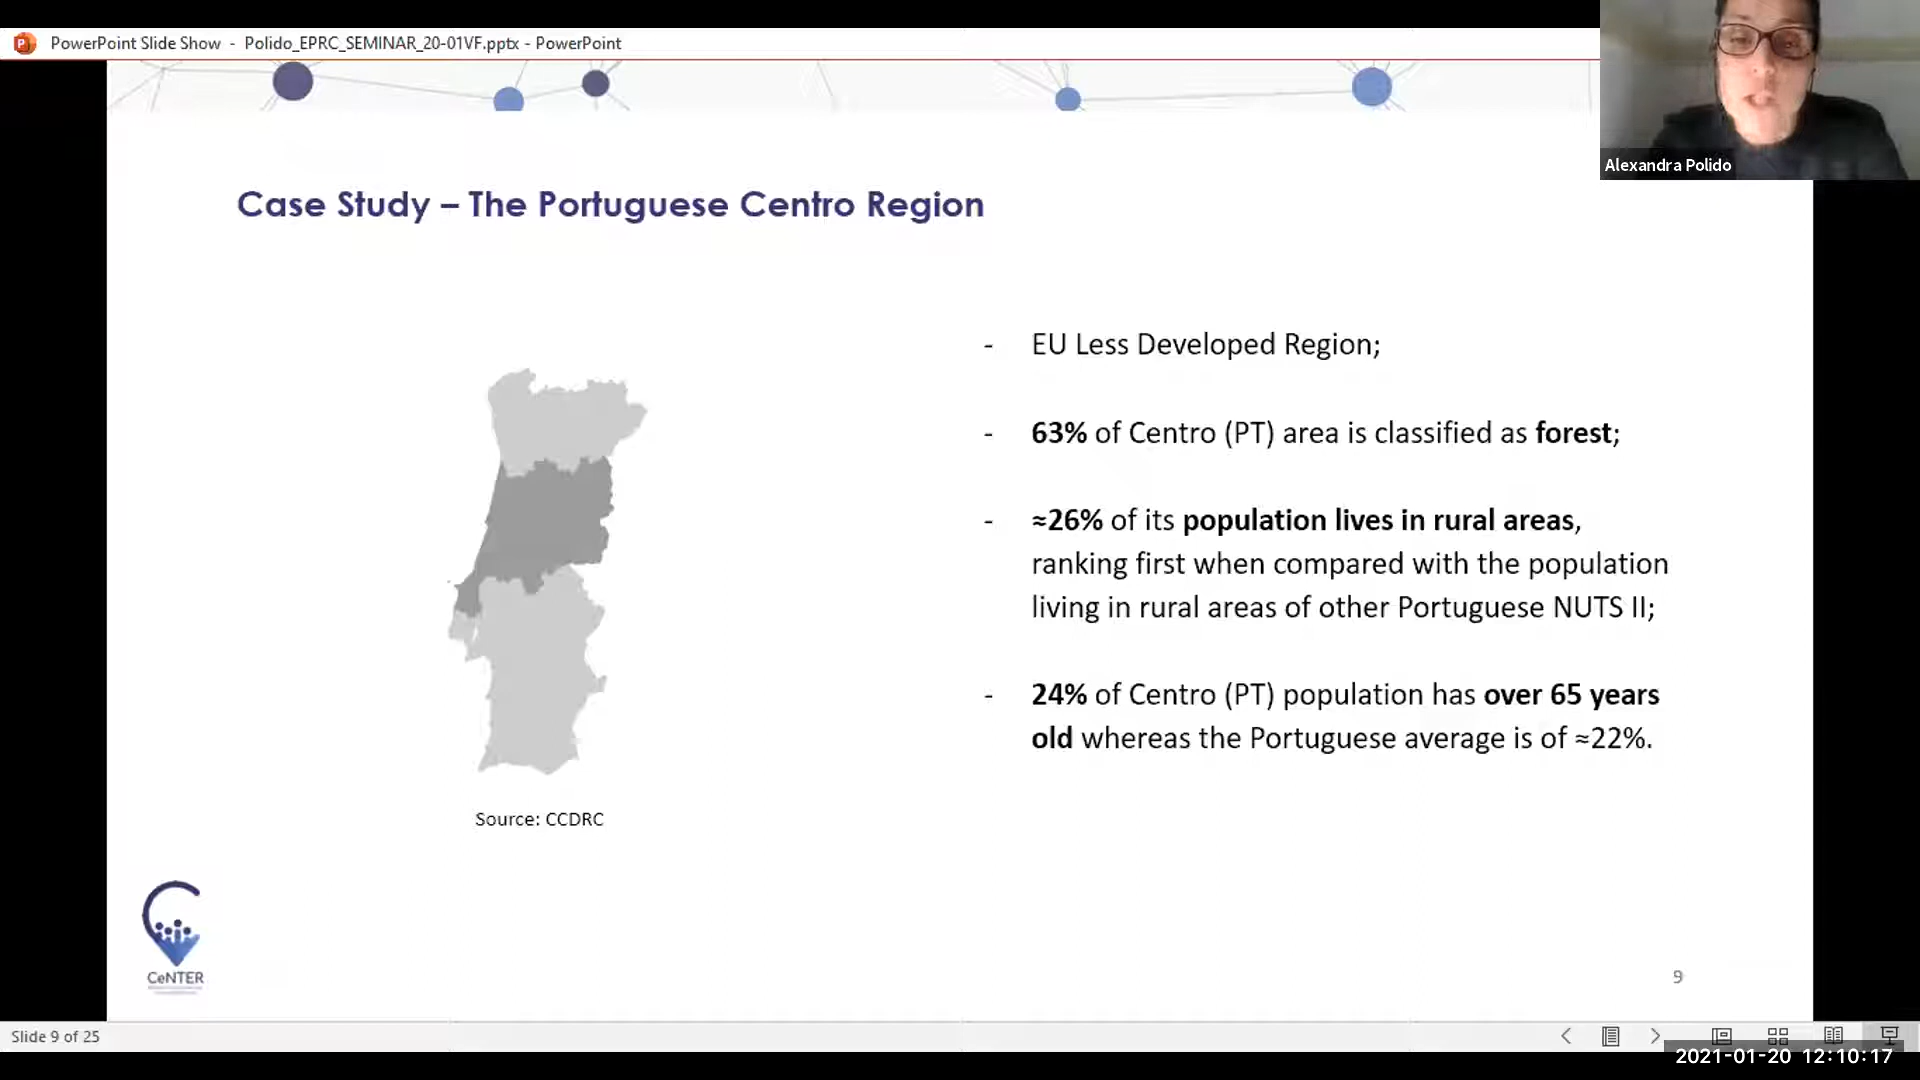 PowerPoint Slide Show - Polido_EPRC_SEMINAR_20-01VF.pptx - PowerPoint
Alexandra Polido
Case Study – The Portuguese Centro Region
- EU Less Developed Region;
- 63% of Centro (PT) area is classified as forest;
- ≈26% of its population lives in rural areas,
ranking first when compared with the population
living in rural areas of other Portuguese NUTS II;
- 24% of Centro (PT) population has over 65 years
old whereas the Portuguese average is of ≈22%.
Source: CCDRC
CeNTER
9
Slide 9 of 25
2021-01-20 12:10:17